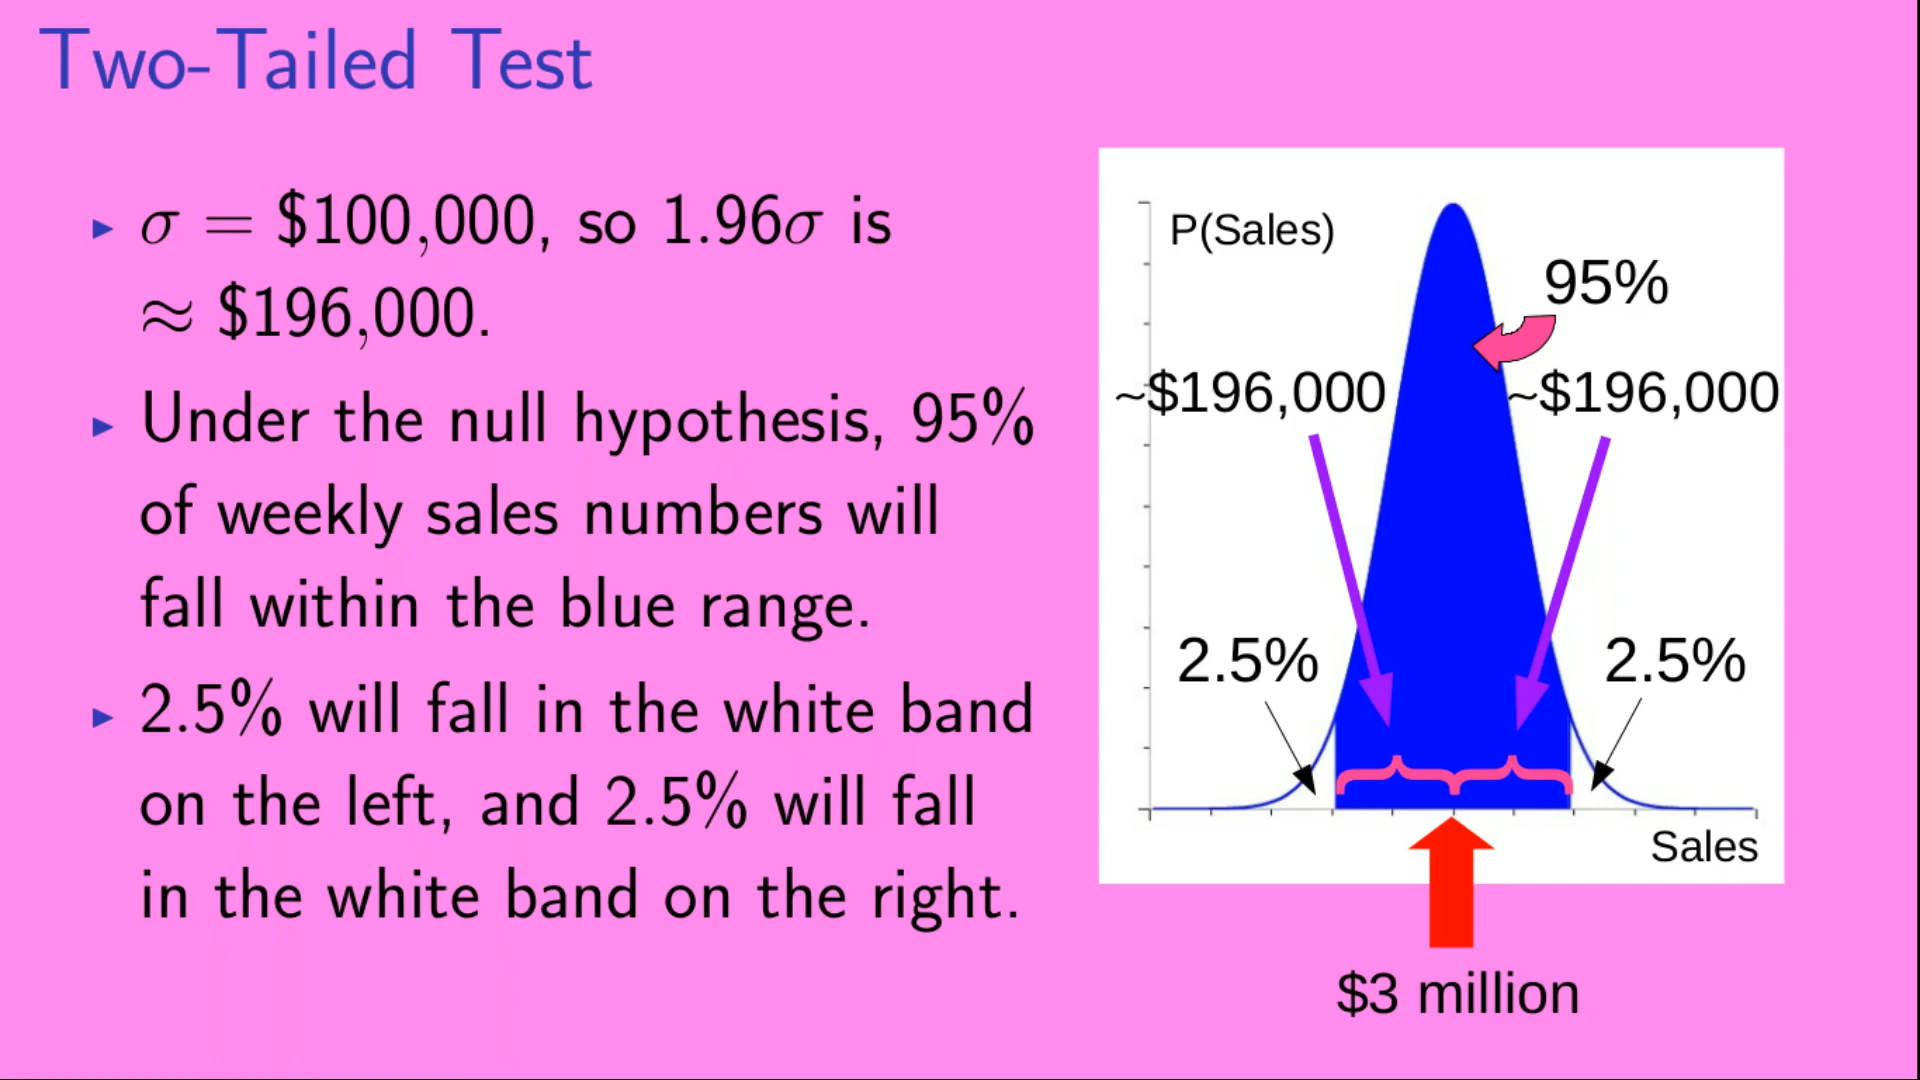 Two-Tailed Test
▶ σ = $100,000, so 1.96σ is
≈ $196,000.
▶ Under the null hypothesis, 95%
of weekly sales numbers will
fall within the blue range.
▶ 2.5% will fall in the white band
on the left, and 2.5% will fall
in the white band on the right.
P(Sales)
95%
~$196,000
~$196,000
2.5%
2.5%
Sales
$3 million